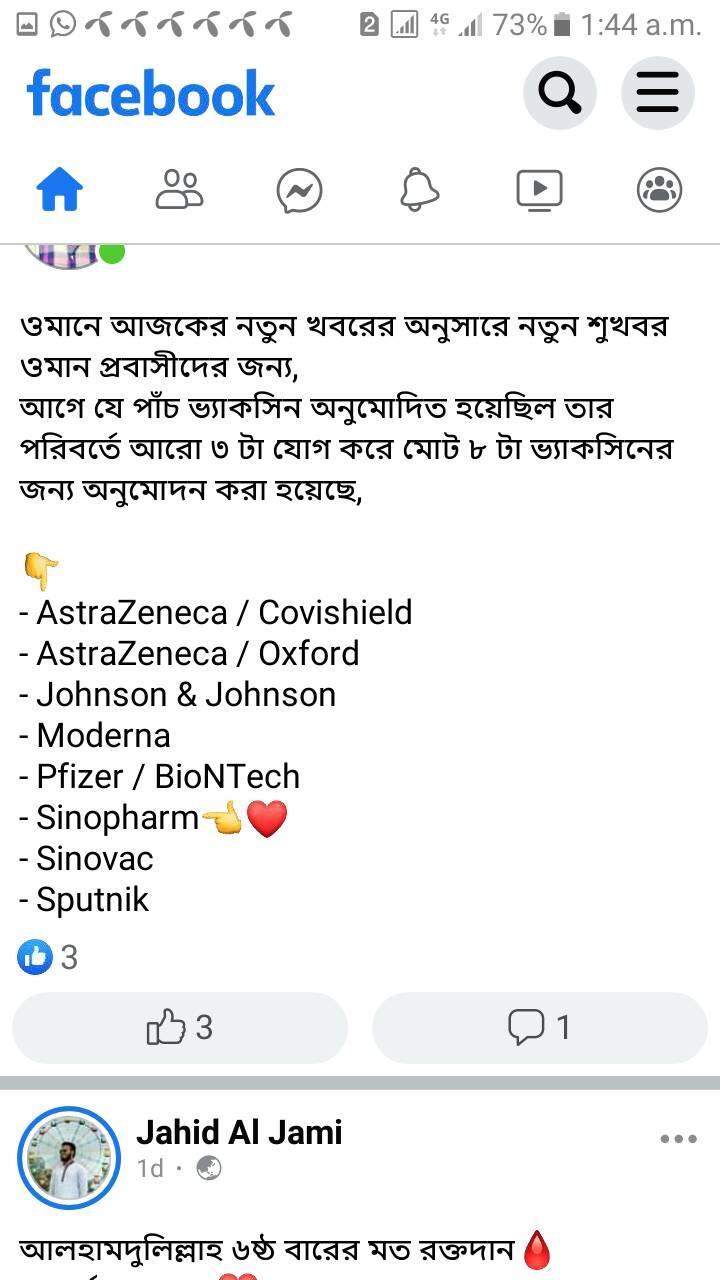 2 4G 73% 1:44 a.m.
facebook
ওমানে আজকের নতুন খবরের অনুসারে নতুন শুখবর
ওমান প্রবাসীদের জন্য,
আগে যে পাঁচ ভ্যাকসিন অনুমোদিত হয়েছিল তার
পরিবর্তে আরো ৩ টা যোগ করে মোট ৮ টা ভ্যাকসিনের
জন্য অনুমোদন করা হয়েছে,
👇
- AstraZeneca / Covishield
- AstraZeneca / Oxford
- Johnson & Johnson
- Moderna
- Pfizer / BioNTech
- Sinopharm👈❤️
- Sinovac
- Sputnik
3
3 1
Jahid Al Jami
1d ·
আলহামদুলিল্লাহ ৬ষ্ঠ বারের মত রক্তদান🩸